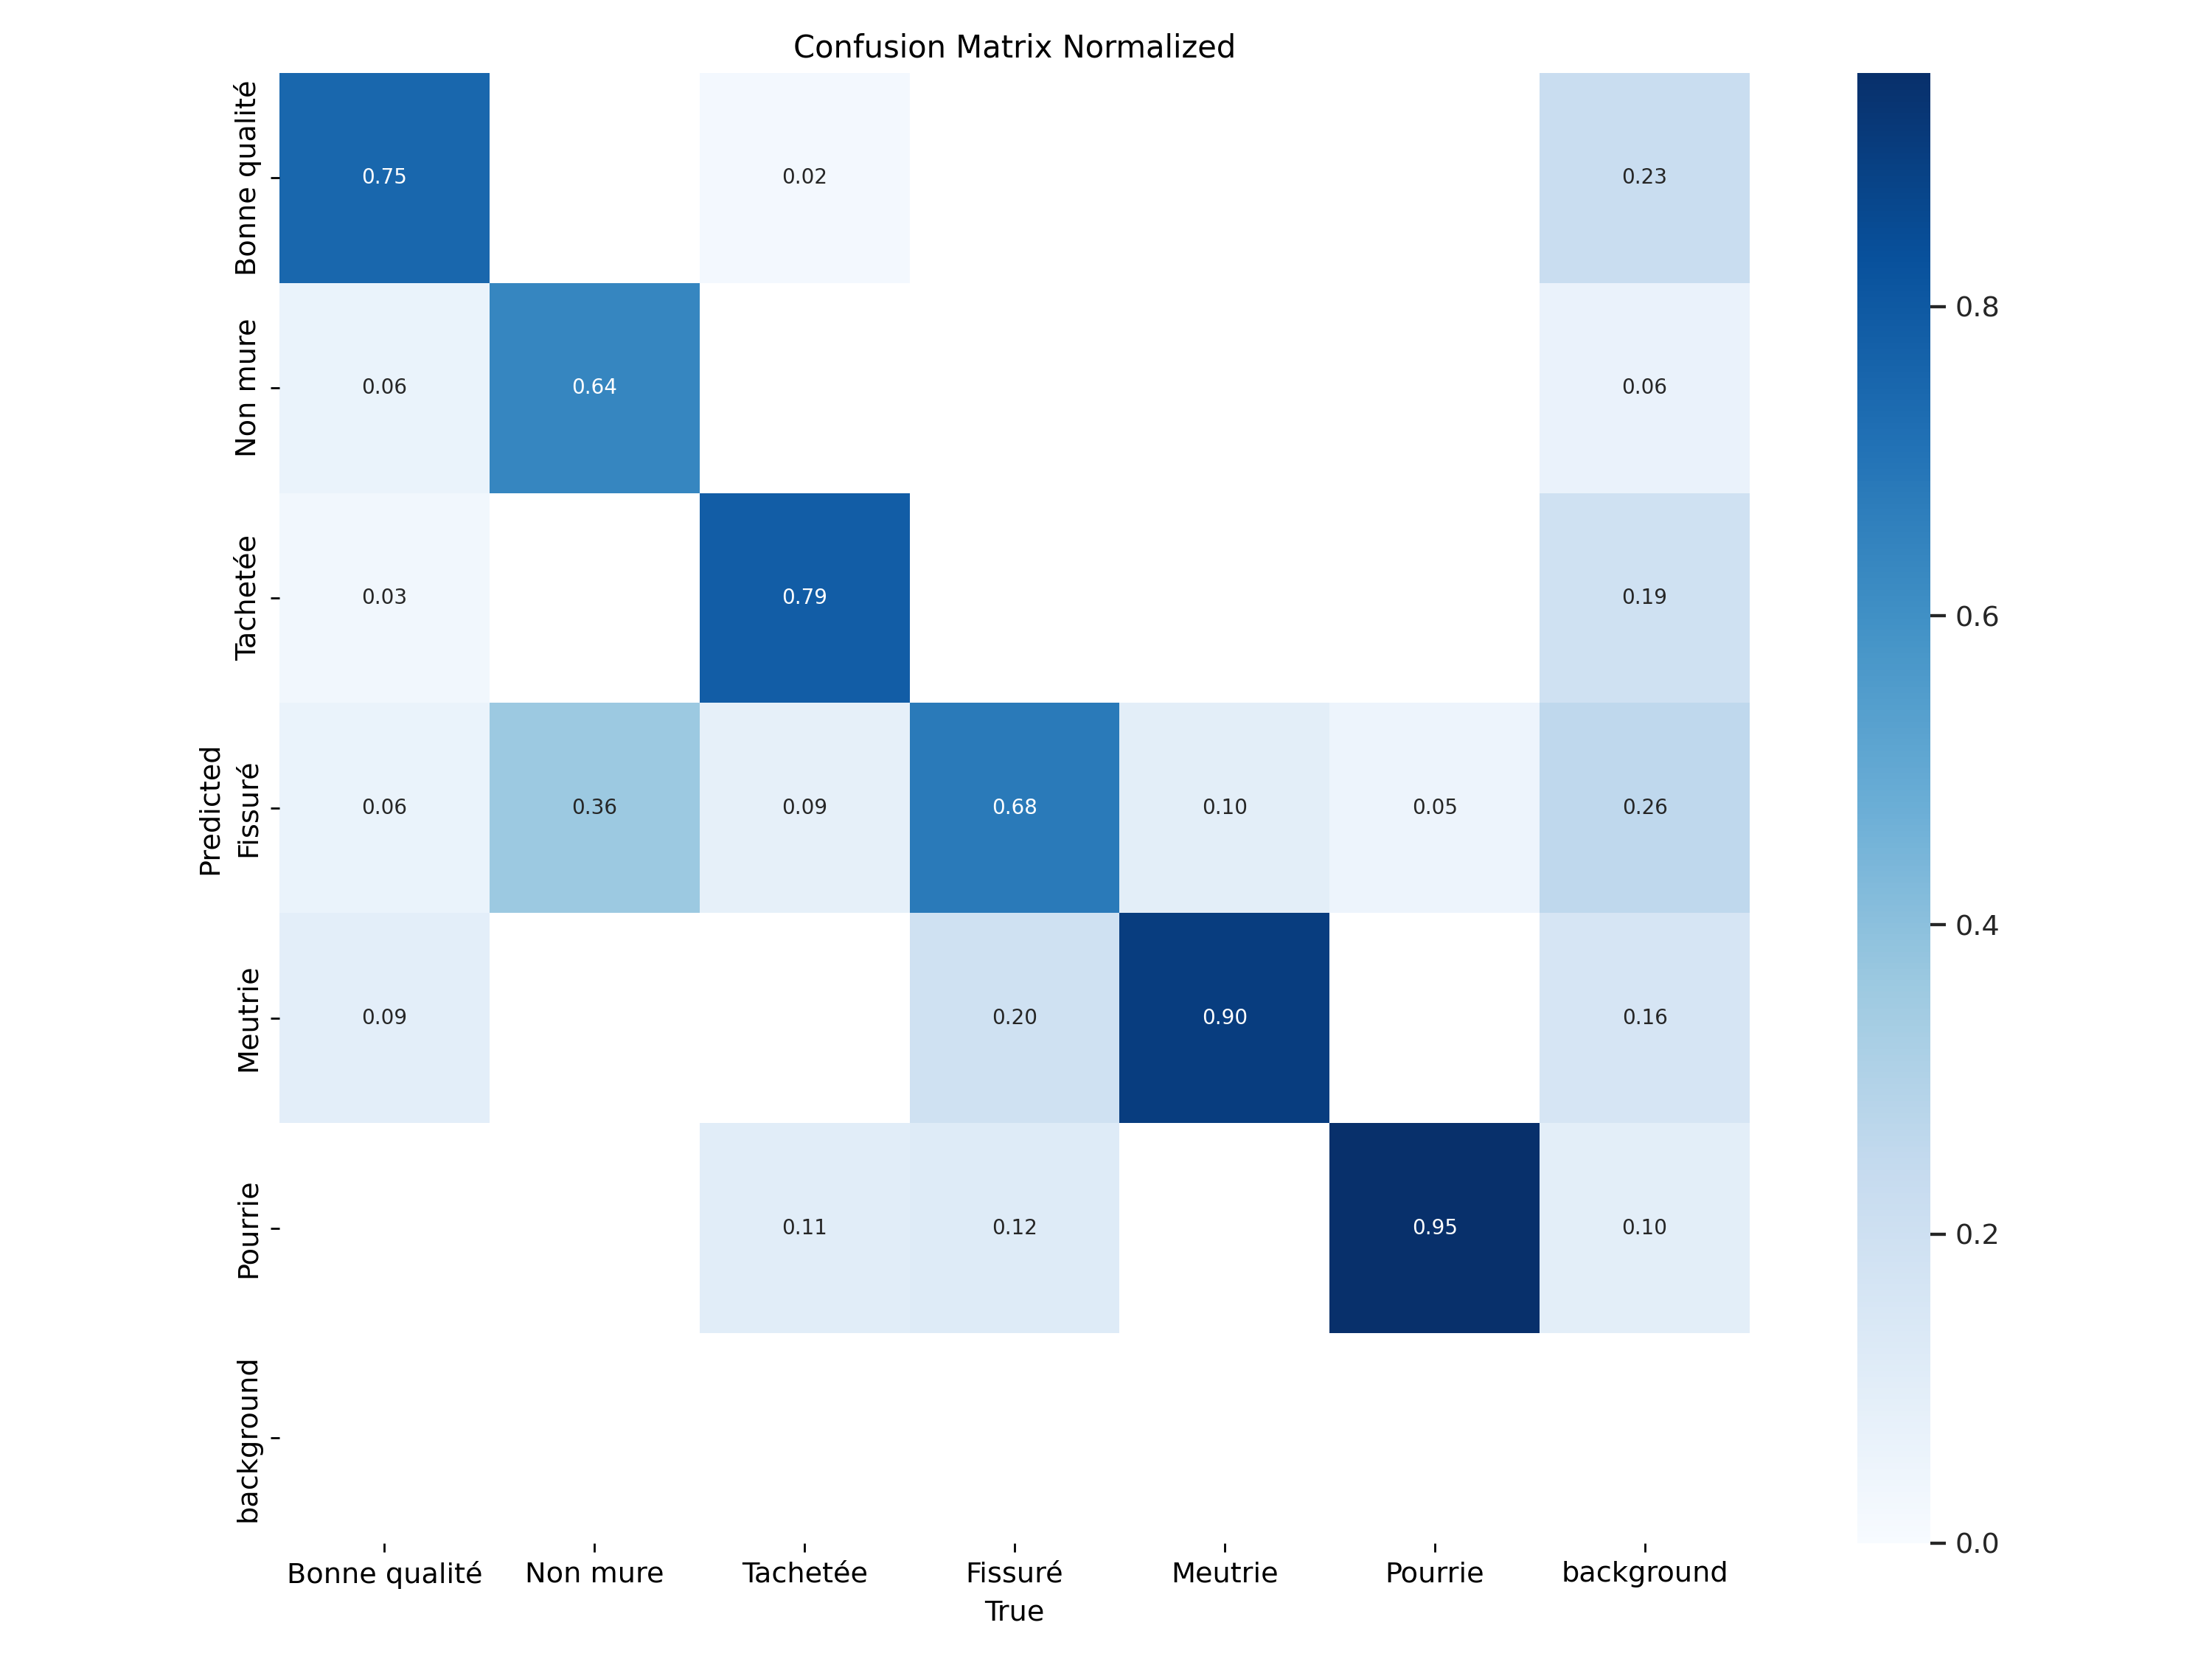 Confusion Matrix Normalized
Bonne qualité
0.75
0.02
0.23
Non mure
0.06
0.64
0.06
Tachetée
0.03
0.79
0.19
Predicted
Fissuré
0.06
0.36
0.09
0.68
0.10
0.05
0.26
Meutrie
0.09
0.20
0.90
0.16
Pourrie
0.11
0.12
0.95
0.10
background
Bonne qualité
Non mure
Tachetée
Fissuré
Meutrie
Pourrie
background
True
0.8
0.6
0.4
0.2
0.0